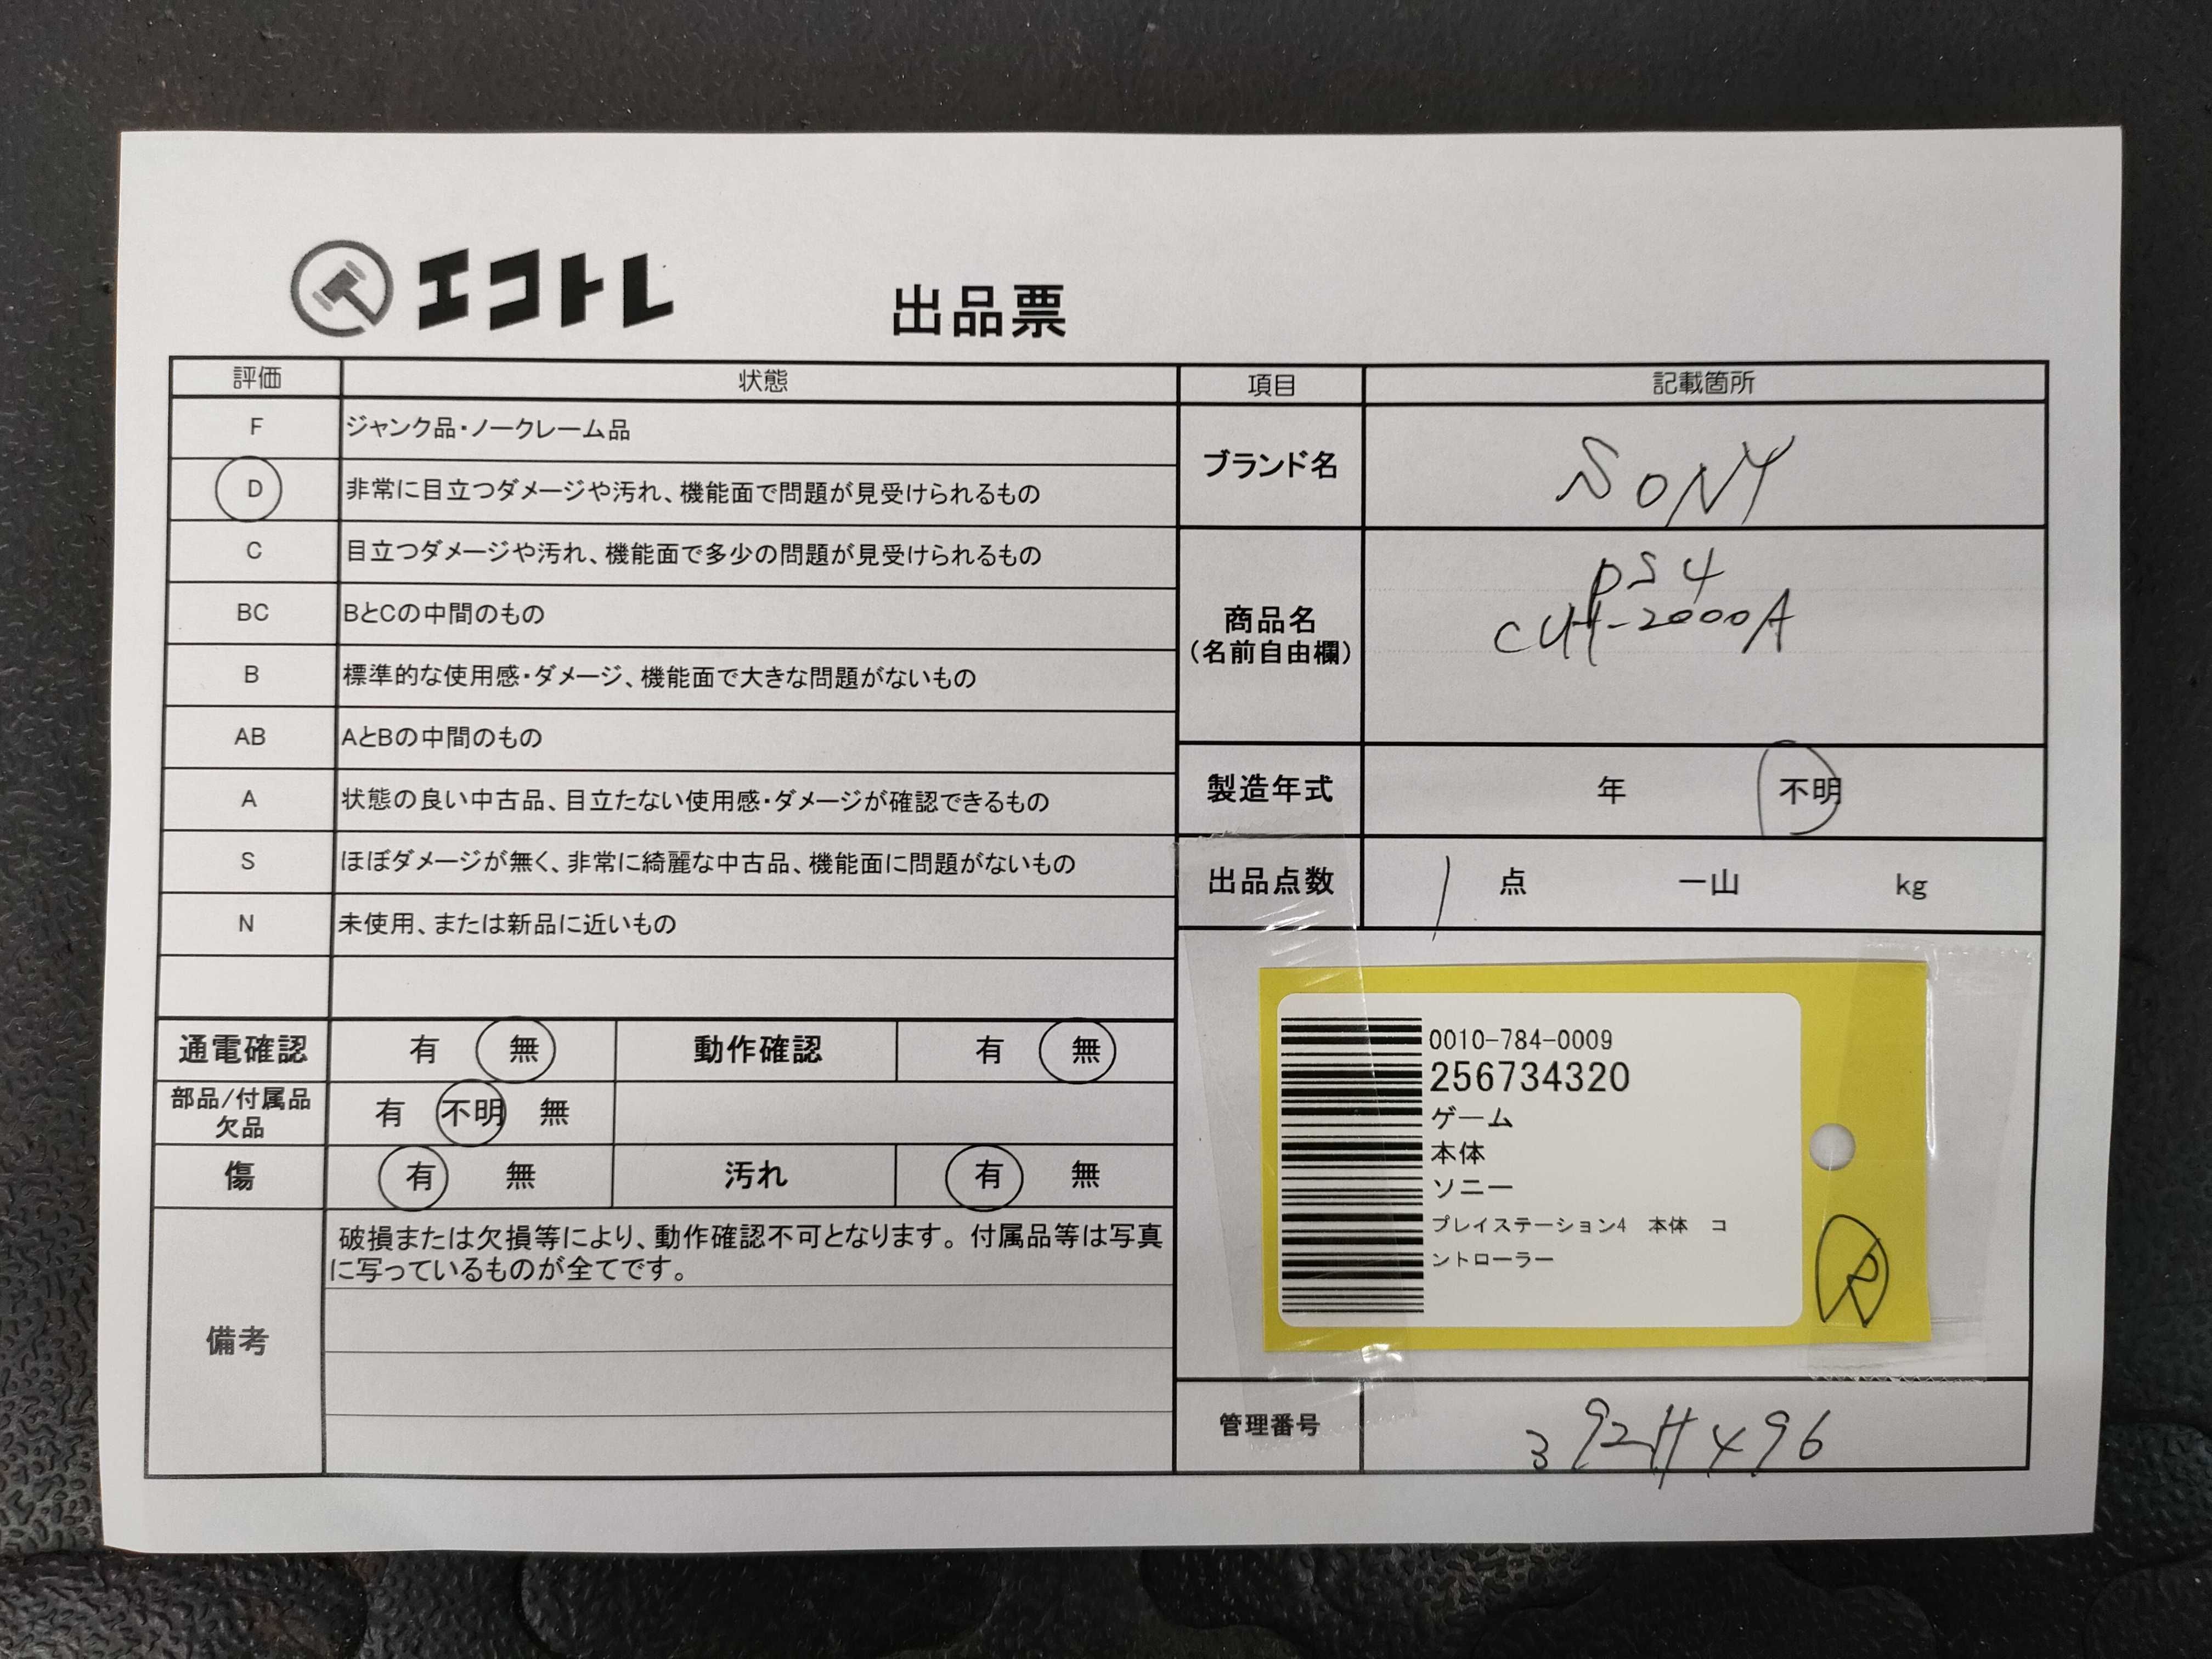 エコトレ
出品票
評価 状態
F ジャンク品・ノークレーム品
D 非常に目立つダメージや汚れ、機能面で問題が見受けられるもの
C 目立つダメージや汚れ、機能面で多少の問題が見受けられるもの
BC BとCの中間のもの
B 標準的な使用感・ダメージ、機能面で大きな問題がないもの
AB AとBの中間のもの
A 状態の良い中古品、目立たない使用感・ダメージが確認できるもの
S ほぼダメージが無く、非常に綺麗な中古品、機能面に問題がないもの
N 未使用、または新品に近いもの
通電確認 有 無 動作確認 有 無
部品/付属品
欠品 有 不明 無
傷 有 無 汚れ 有 無
備考
破損または欠損等により、動作確認不可となります。付属品等は写真
に写っているものが全てです。
項目 記載箇所
ブランド名 SONY
商品名
(名前自由欄)
PS4
CUH-2000A
製造年式 年 不明
出品点数 1 点 一山 kg
0010-784-0009
256734320
ゲーム
本体
ソニー
プレイステーション4 本体 コ
ントローラー
R
管理番号 392H496